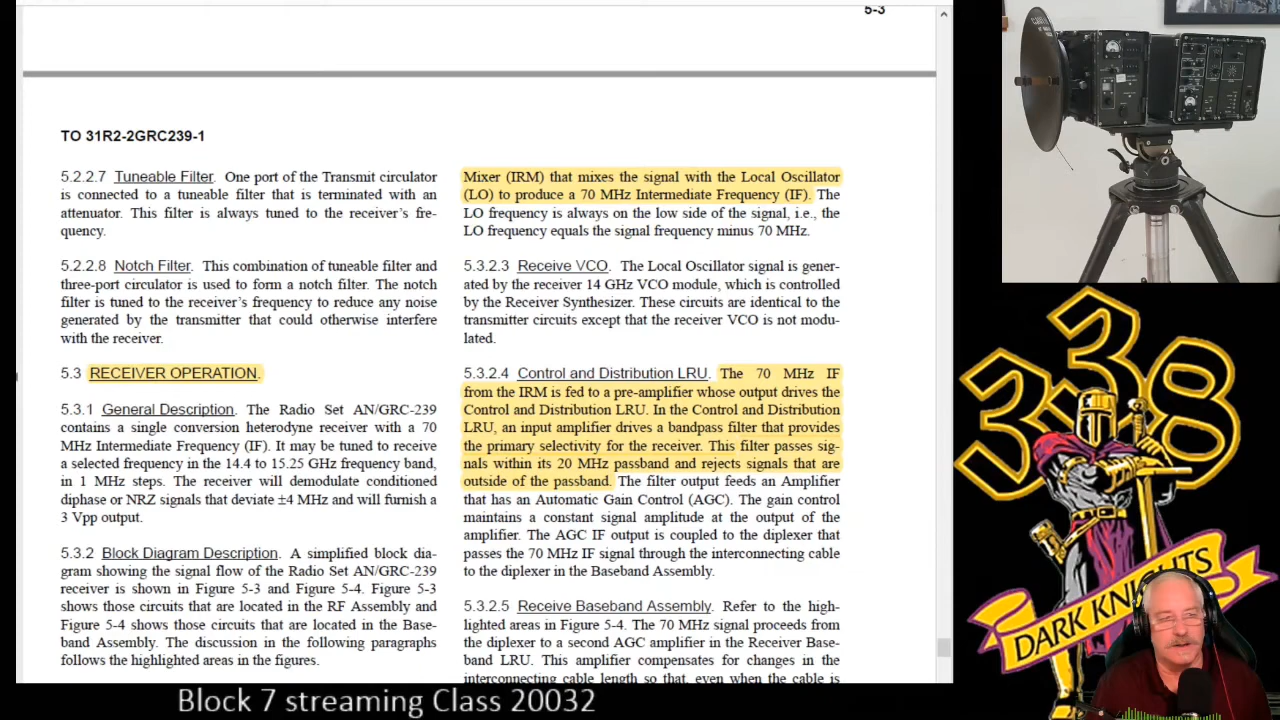 5-3
TO 31R2-2GRC239-1
5.2.2.7 Tuneable Filter. One port of the Transmit circulator
is connected to a tuneable filter that is terminated with an
attenuator. This filter is always tuned to the receiver's fre-
quency.
5.2.2.8 Notch Filter. This combination of tuneable filter and
three-port circulator is used to form a notch filter. The notch
filter is tuned to the receiver's frequency to reduce any noise
generated by the transmitter that could otherwise interfere
with the receiver.
5.3 RECEIVER OPERATION.
5.3.1 General Description. The Radio Set AN/GRC-239
contains a single conversion heterodyne receiver with a 70
MHz Intermediate Frequency (IF). It may be tuned to receive
a selected frequency in the 14.4 to 15.25 GHz frequency band,
in 1 MHz steps. The receiver will demodulate conditioned
diphase or NRZ signals that deviate ±4 MHz and will furnish a
3 Vpp output.
5.3.2 Block Diagram Description. A simplified block dia-
gram showing the signal flow of the Radio Set AN/GRC-239
receiver is shown in Figure 5-3 and Figure 5-4. Figure 5-3
shows those circuits that are located in the RF Assembly and
Figure 5-4 shows those circuits that are located in the Base-
band Assembly. The discussion in the following paragraphs
follows the highlighted areas in the figures.
Mixer (IRM) that mixes the signal with the Local Oscillator
(LO) to produce a 70 MHz Intermediate Frequency (IF). The
LO frequency is always on the low side of the signal, i.e., the
LO frequency equals the signal frequency minus 70 MHz.
5.3.2.3 Receive VCO. The Local Oscillator signal is gener-
ated by the receiver 14 GHz VCO module, which is controlled
by the Receiver Synthesizer. These circuits are identical to the
transmitter circuits except that the receiver VCO is not modu-
lated.
5.3.2.4 Control and Distribution LRU. The 70 MHz IF
from the IRM is fed to a pre-amplifier whose output drives the
Control and Distribution LRU. In the Control and Distribution
LRU, an input amplifier drives a bandpass filter that provides
the primary selectivity for the receiver. This filter passes sig-
nals within its 20 MHz passband and rejects signals that are
outside of the passband. The filter output feeds an Amplifier
that has an Automatic Gain Control (AGC). The gain control
maintains a constant signal amplitude at the output of the
amplifier. The AGC IF output is coupled to the diplexer that
passes the 70 MHz IF signal through the interconnecting cable
to the diplexer in the Baseband Assembly.
5.3.2.5 Receive Baseband Assembly. Refer to the high-
lighted areas in Figure 5-4. The 70 MHz signal proceeds from
the diplexer to a second AGC amplifier in the Receiver Base-
band LRU. This amplifier compensates for changes in the
interconnecting cable length so that, even when the cable is
338
DARK KNIGHTS
Block 7 streaming Class 20032